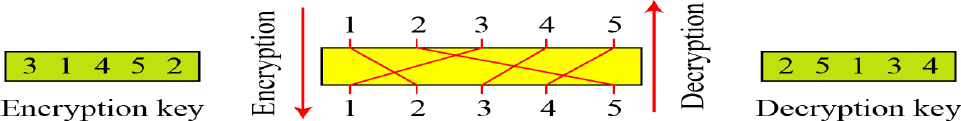 3 1 4 5 2
Encryption key
Encryption
1 2 3 4 5
1 2 3 4 5
Decryption
2 5 1 3 4
Decryption key